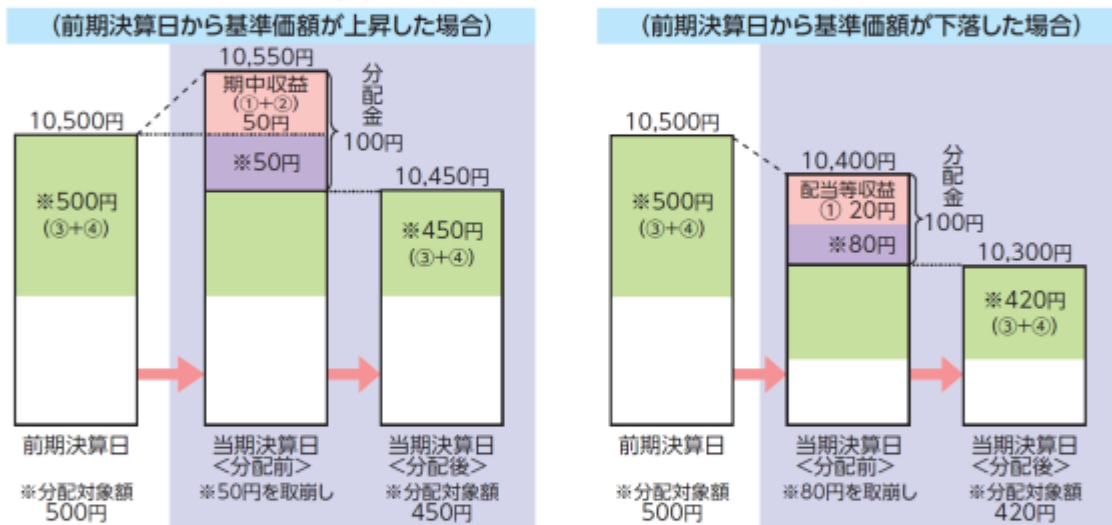 (前期決算日から基準価額が上昇した場合)
10,550円
期中収益
(①+②)
50円
分配金
100円
10,500円
※50円
10,450円
※500円
(③+④)
※450円
(③+④)
前期決算日
当期決算日
<分配前>
当期決算日
<分配後>
※分配対象額
500円
※50円を取崩し
※分配対象額
450円
(前期決算日から基準価額が下落した場合)
10,500円
10,400円
配当等収益
① 20円
分配金
100円
※80円
10,300円
※500円
(③+④)
※420円
(③+④)
前期決算日
当期決算日
<分配前>
当期決算日
<分配後>
※分配対象額
500円
※80円を取崩し
※分配対象額
420円